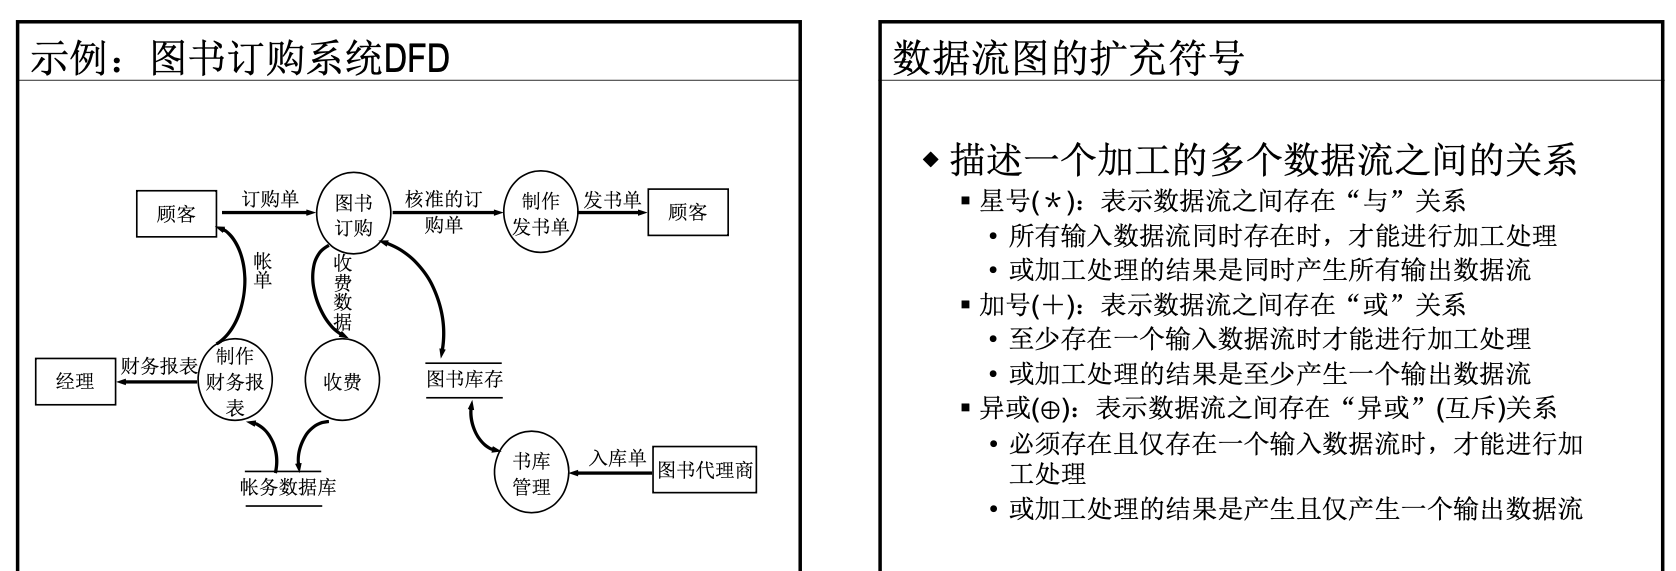 示例：图书订购系统DFD
顾客
订购单
图书
订购
核准的订
购单
制作
发书单
发书单
顾客
帐
单
收
费
数
据
经理
财务报表
制作
财务报
表
收费
图书库存
帐务数据库
书库
管理
入库单
图书代理商
数据流图的扩充符号
◆ 描述一个加工的多个数据流之间的关系
▪ 星号(＊)：表示数据流之间存在“与”关系
• 所有输入数据流同时存在时，才能进行加工处理
• 或加工处理的结果是同时产生所有输出数据流
▪ 加号(＋)：表示数据流之间存在“或”关系
• 至少存在一个输入数据流时才能进行加工处理
• 或加工处理的结果是至少产生一个输出数据流
▪ 异或(⊕)：表示数据流之间存在“异或”(互斥)关系
• 必须存在且仅存在一个输入数据流时，才能进行加
工处理
• 或加工处理的结果是产生且仅产生一个输出数据流